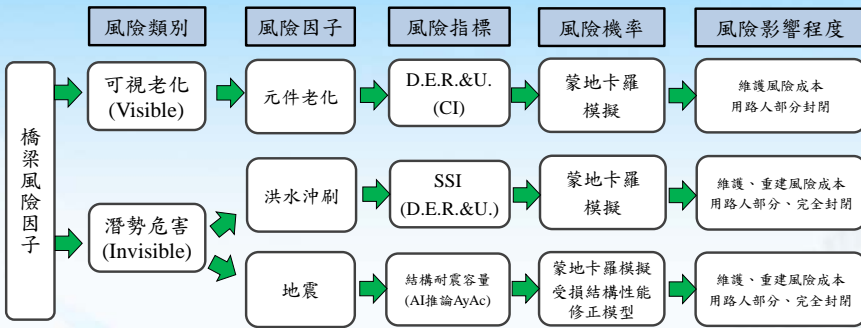 風險類別
風險因子
風險指標
風險機率
風險影響程度
橋梁風險因子
可視老化
(Visible)
元件老化
D.E.R.&U.
(CI)
蒙地卡羅
模擬
維護風險成本
用路人部分封閉
潛勢危害
(Invisible)
洪水沖刷
SSI
(D.E.R.&U.)
蒙地卡羅
模擬
維護、重建風險成本
用路人部分、完全封閉
地震
結構耐震容量
(AI推論AyAc)
蒙地卡羅模擬
受損結構性能
修正模型
維護、重建風險成本
用路人部分、完全封閉